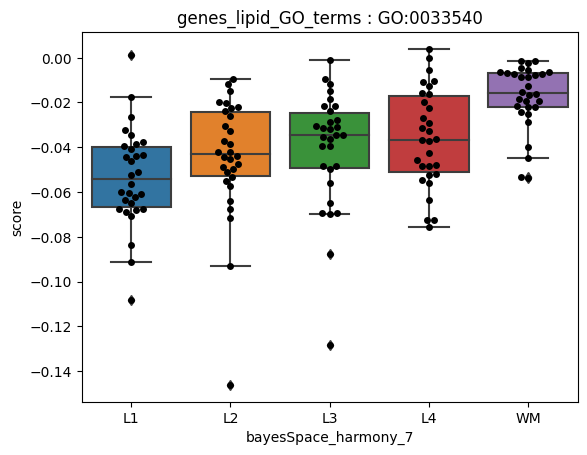 genes_lipid_GO_terms : GO:0033540
0.00
−0.02
−0.04
−0.06
−0.08
−0.10
−0.12
−0.14
score
L1 L2 L3 L4 WM
bayesSpace_harmony_7